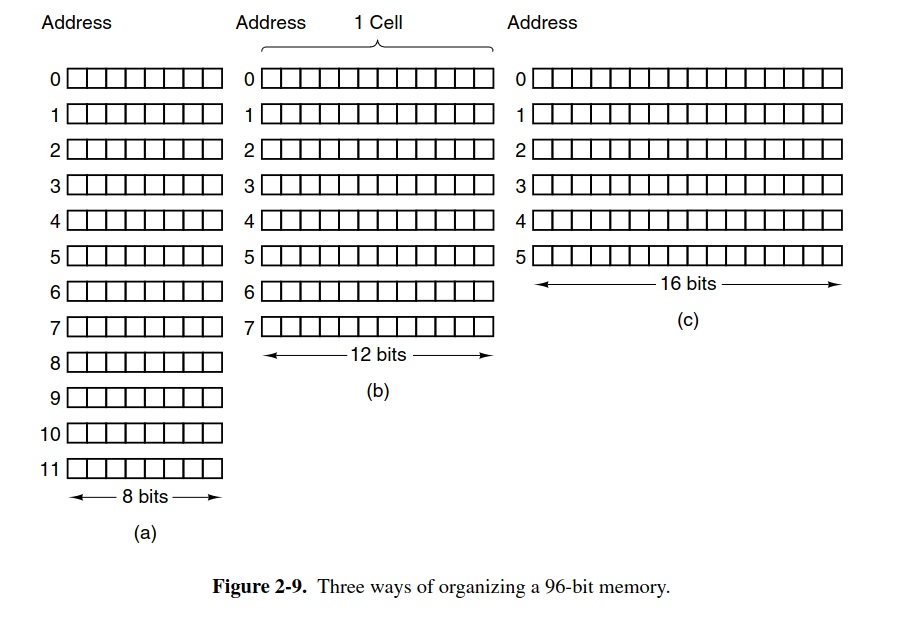 Address
0
1
2
3
4
5
6
7
8
9
10
11
8 bits
(a)
Address 1 Cell
0
1
2
3
4
5
6
7
12 bits
(b)
Address
0
1
2
3
4
5
16 bits
(c)
Figure 2-9. Three ways of organizing a 96-bit memory.